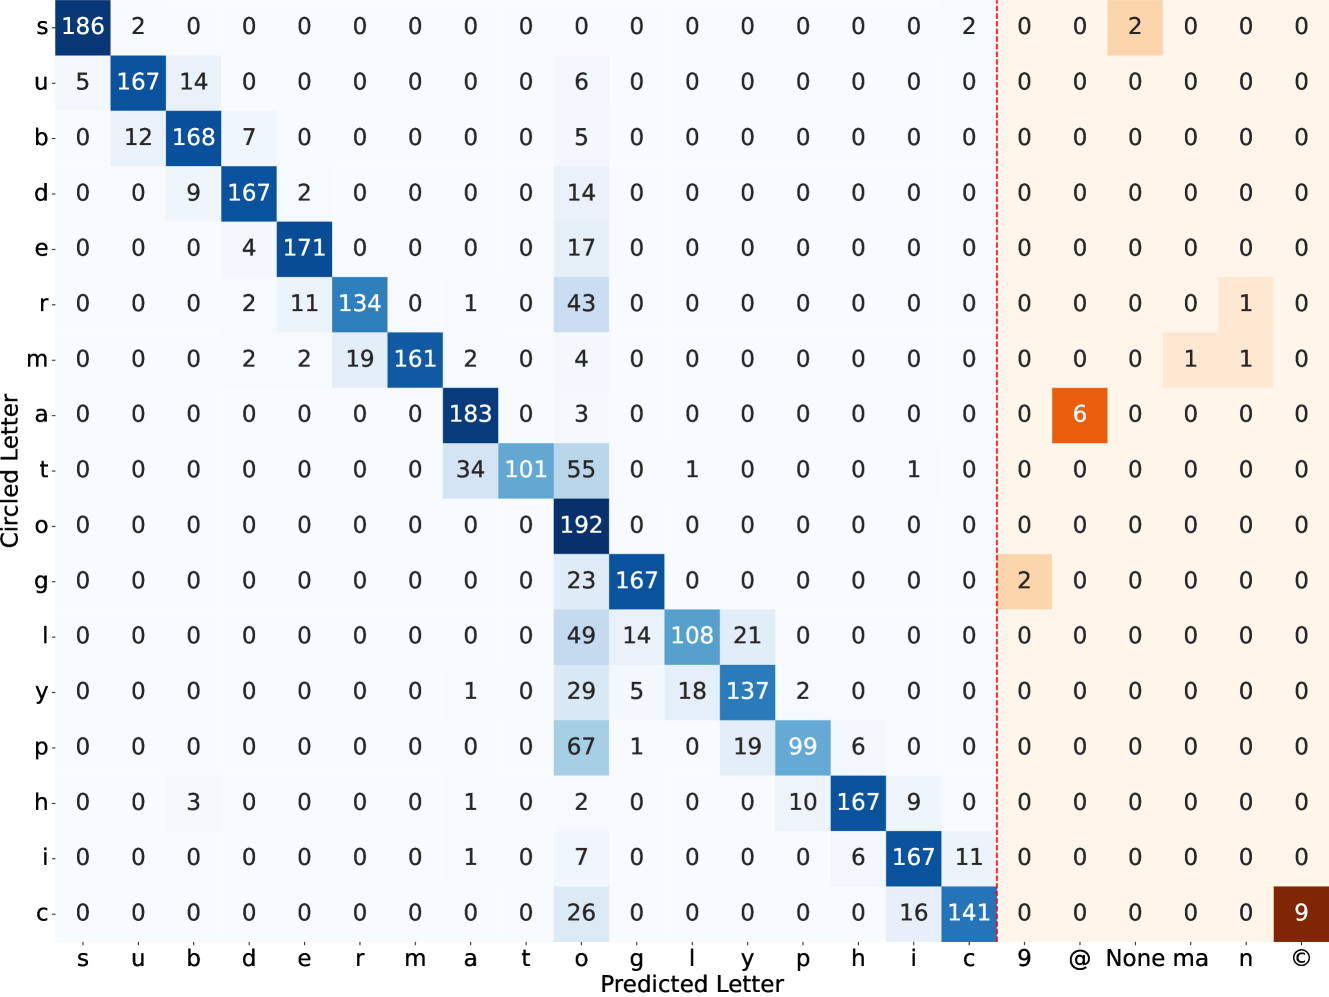 s 186 2 0 0 0 0 0 0 0 0 0 0 0 0 0 0 2 0 0 2 0 0 0
u 5 167 14 0 0 0 0 0 0 6 0 0 0 0 0 0 0 0 0 0 0 0 0
b 0 12 168 7 0 0 0 0 0 5 0 0 0 0 0 0 0 0 0 0 0 0 0
d 0 0 9 167 2 0 0 0 0 14 0 0 0 0 0 0 0 0 0 0 0 0 0
e 0 0 0 4 171 0 0 0 0 17 0 0 0 0 0 0 0 0 0 0 0 0 0
r 0 0 0 2 11 134 0 1 0 43 0 0 0 0 0 0 0 0 0 0 0 1 0
m 0 0 0 2 2 19 161 2 0 4 0 0 0 0 0 0 0 0 0 0 1 1 0
a 0 0 0 0 0 0 0 183 0 3 0 0 0 0 0 0 0 0 6 0 0 0 0
t 0 0 0 0 0 0 0 34 101 55 0 1 0 0 0 1 0 0 0 0 0 0 0
o 0 0 0 0 0 0 0 0 0 192 0 0 0 0 0 0 0 0 0 0 0 0 0
g 0 0 0 0 0 0 0 0 0 23 167 0 0 0 0 0 0 2 0 0 0 0 0
l 0 0 0 0 0 0 0 0 0 49 14 108 21 0 0 0 0 0 0 0 0 0 0
y 0 0 0 0 0 0 0 1 0 29 5 18 137 2 0 0 0 0 0 0 0 0 0
p 0 0 0 0 0 0 0 0 0 67 1 0 19 99 6 0 0 0 0 0 0 0 0
h 0 0 3 0 0 0 0 1 0 2 0 0 0 10 167 9 0 0 0 0 0 0 0
i 0 0 0 0 0 0 0 1 0 7 0 0 0 0 6 167 11 0 0 0 0 0 0
c 0 0 0 0 0 0 0 0 0 26 0 0 0 0 0 16 141 0 0 0 0 0 9
s u b d e r m a t o g l y p h i c 9 @ None ma n ©
Predicted Letter
Circled Letter